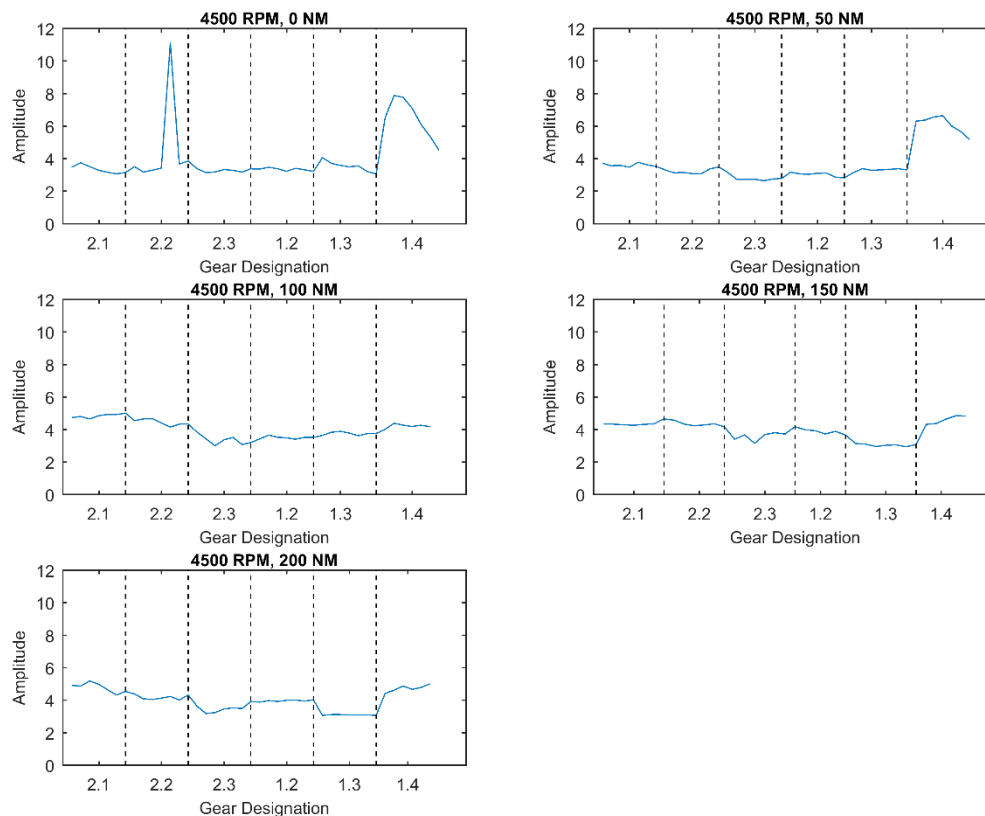 4500 RPM, 0 NM
12
10
8
6
4
2
0
Amplitude
2.1 2.2 2.3 1.2 1.3 1.4
Gear Designation
4500 RPM, 50 NM
12
10
8
6
4
2
0
Amplitude
2.1 2.2 2.3 1.2 1.3 1.4
Gear Designation
4500 RPM, 100 NM
12
10
8
6
4
2
0
Amplitude
2.1 2.2 2.3 1.2 1.3 1.4
Gear Designation
4500 RPM, 150 NM
12
10
8
6
4
2
0
Amplitude
2.1 2.2 2.3 1.2 1.3 1.4
Gear Designation
4500 RPM, 200 NM
12
10
8
6
4
2
0
Amplitude
2.1 2.2 2.3 1.2 1.3 1.4
Gear Designation